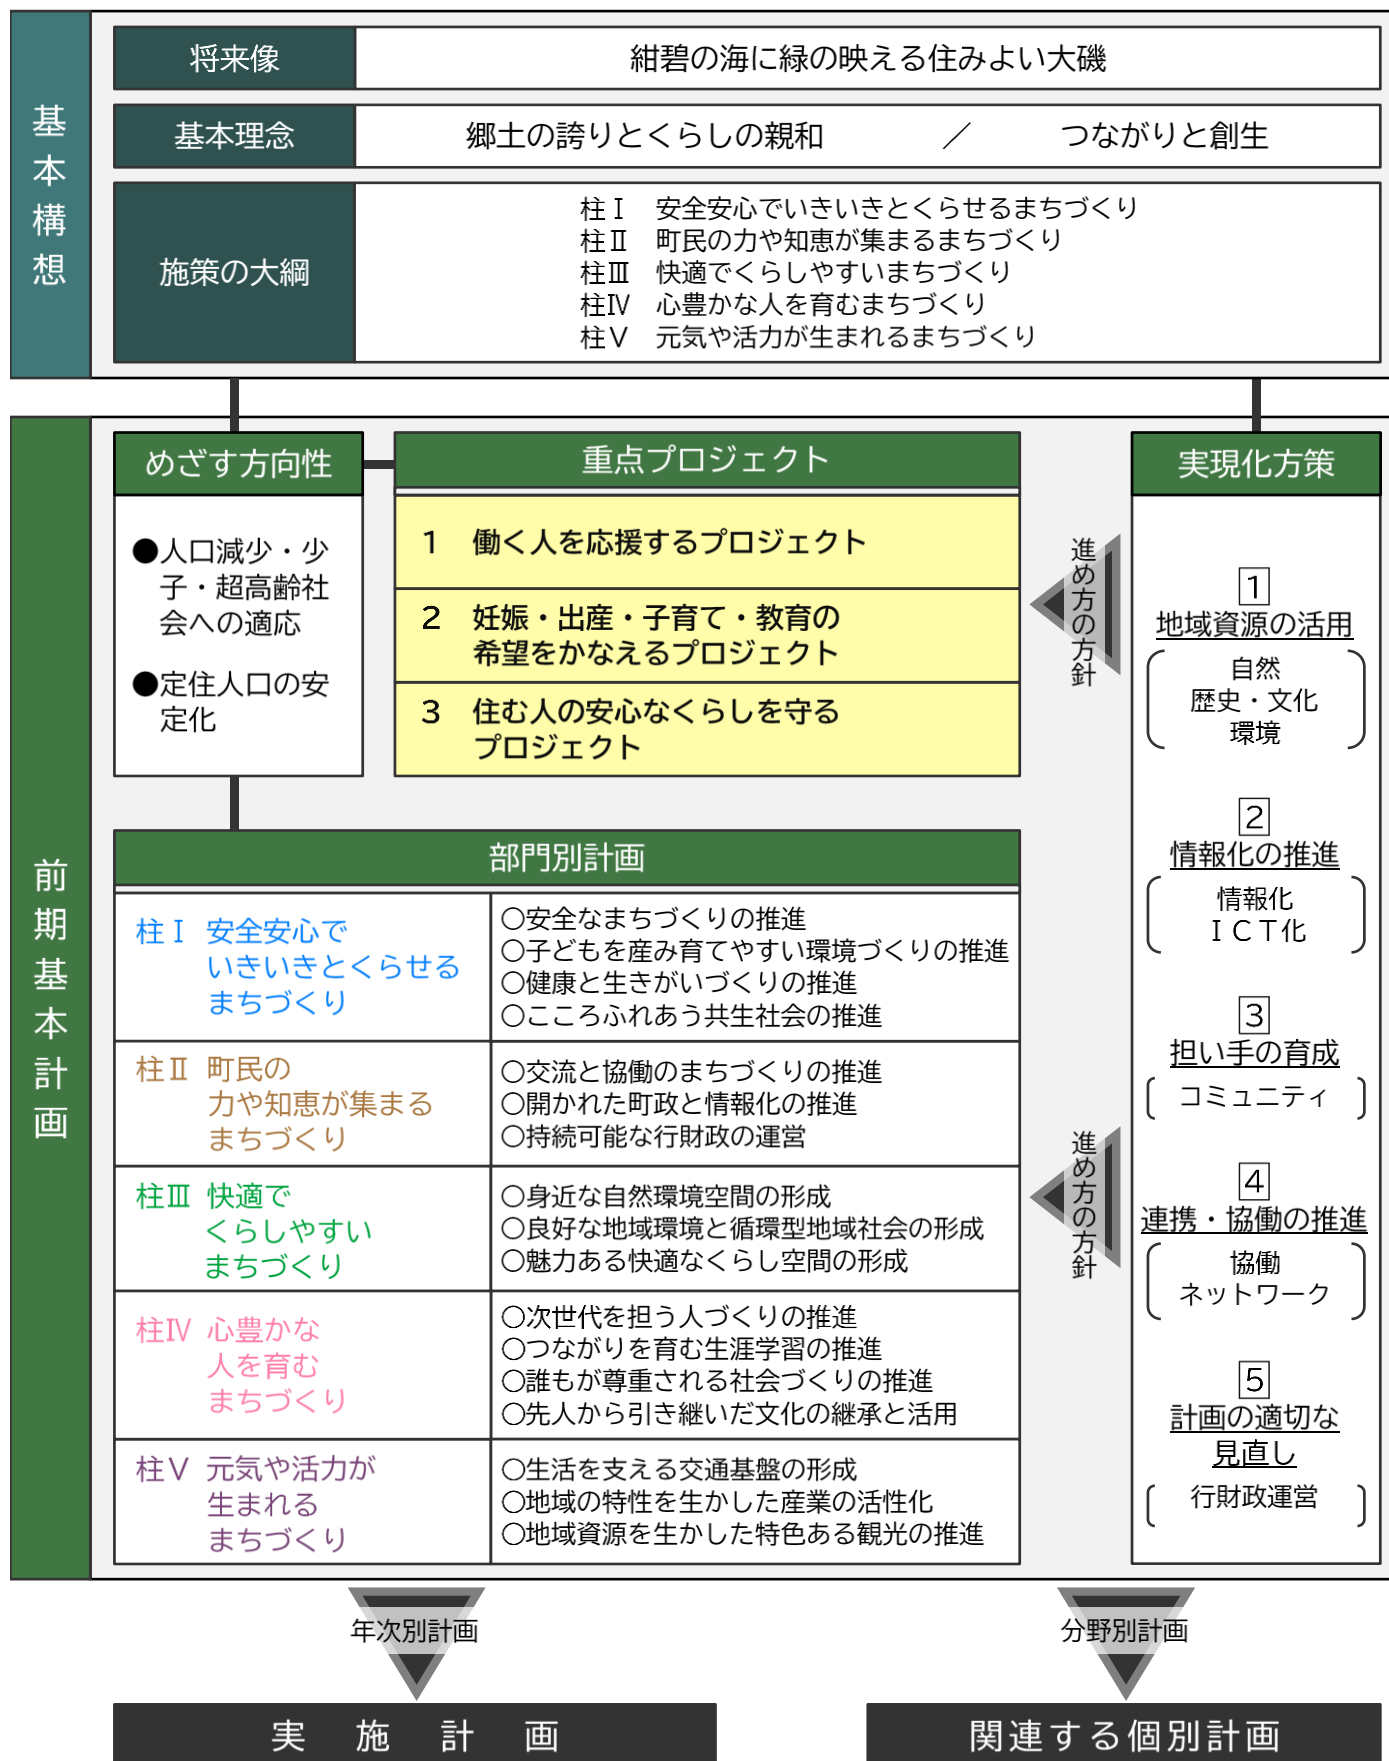 基本構想
将来像
紺碧の海に緑の映える住みよい大磯
基本理念
郷土の誇りとくらしの親和 ／ つながりと創生
施策の大綱
柱Ⅰ 安全安心でいきいきとくらせるまちづくり
柱Ⅱ 町民の力や知恵が集まるまちづくり
柱Ⅲ 快適でくらしやすいまちづくり
柱Ⅳ 心豊かな人を育むまちづくり
柱Ⅴ 元気や活力が生まれるまちづくり
前期基本計画
めざす方向性
●人口減少・少
子・超高齢社
会への適応
●定住人口の安
定化
重点プロジェクト
1 働く人を応援するプロジェクト
2 妊娠・出産・子育て・教育の
希望をかなえるプロジェクト
3 住む人の安心なくらしを守る
プロジェクト
進め方の方針
部門別計画
柱Ⅰ 安全安心で
いきいきとくらせる
まちづくり
○安全なまちづくりの推進
○子どもを産み育てやすい環境づくりの推進
○健康と生きがいづくりの推進
○こころふれあう共生社会の推進
柱Ⅱ 町民の
力や知恵が集まる
まちづくり
○交流と協働のまちづくりの推進
○開かれた町政と情報化の推進
○持続可能な行財政の運営
柱Ⅲ 快適で
くらしやすい
まちづくり
○身近な自然環境空間の形成
○良好な地域環境と循環型地域社会の形成
○魅力ある快適なくらし空間の形成
柱Ⅳ 心豊かな
人を育む
まちづくり
○次世代を担う人づくりの推進
○つながりを育む生涯学習の推進
○誰もが尊重される社会づくりの推進
○先人から引き継いだ文化の継承と活用
柱Ⅴ 元気や活力が
生まれる
まちづくり
○生活を支える交通基盤の形成
○地域の特性を生かした産業の活性化
○地域資源を生かした特色ある観光の推進
進め方の方針
実現化方策
1
地域資源の活用
自然
歴史・文化
環境
2
情報化の推進
情報化
ＩＣＴ化
3
担い手の育成
コミュニティ
4
連携・協働の推進
協働
ネットワーク
5
計画の適切な
見直し
行財政運営
年次別計画
分野別計画
実施計画
関連する個別計画